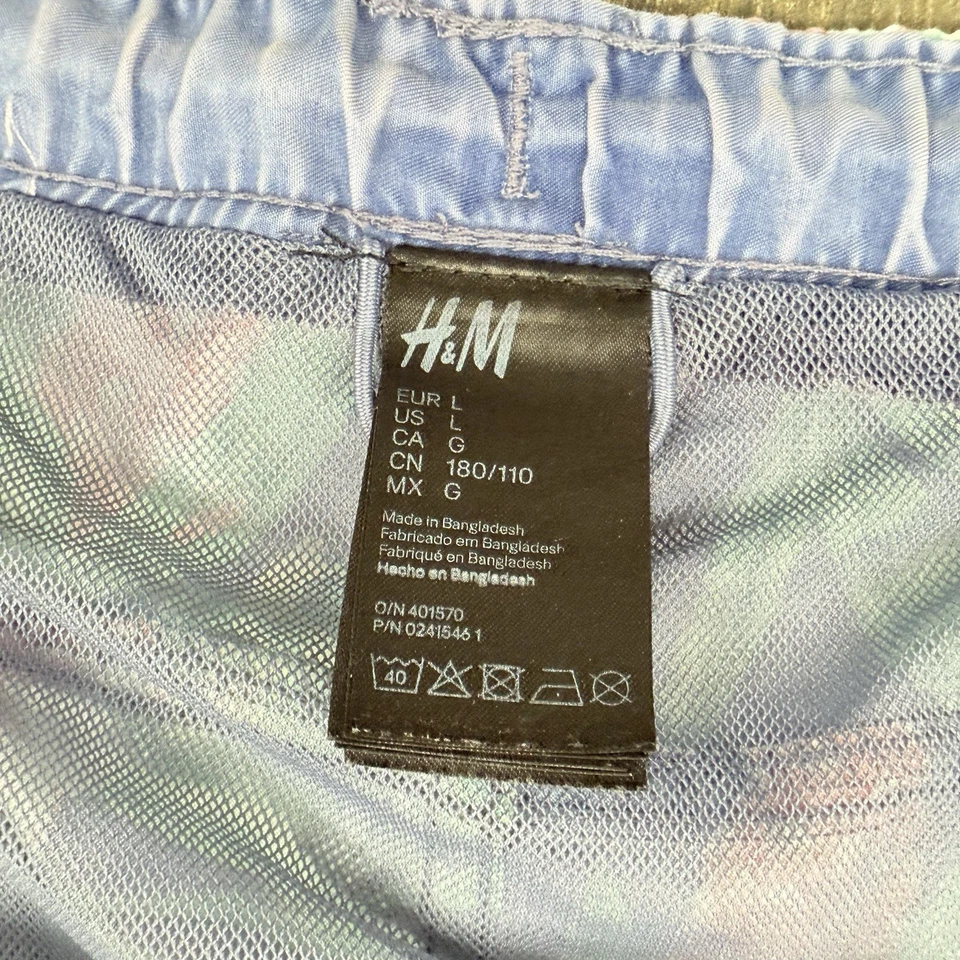 H&M
EUR L
US L
CA G
CN 180/110
MX G
Made in Bangladesh
Fabricado em Bangladesh
Fabriqué en Bangladesh
Hecho en Bangladesh
O/N 401570
P/N 02415461
40